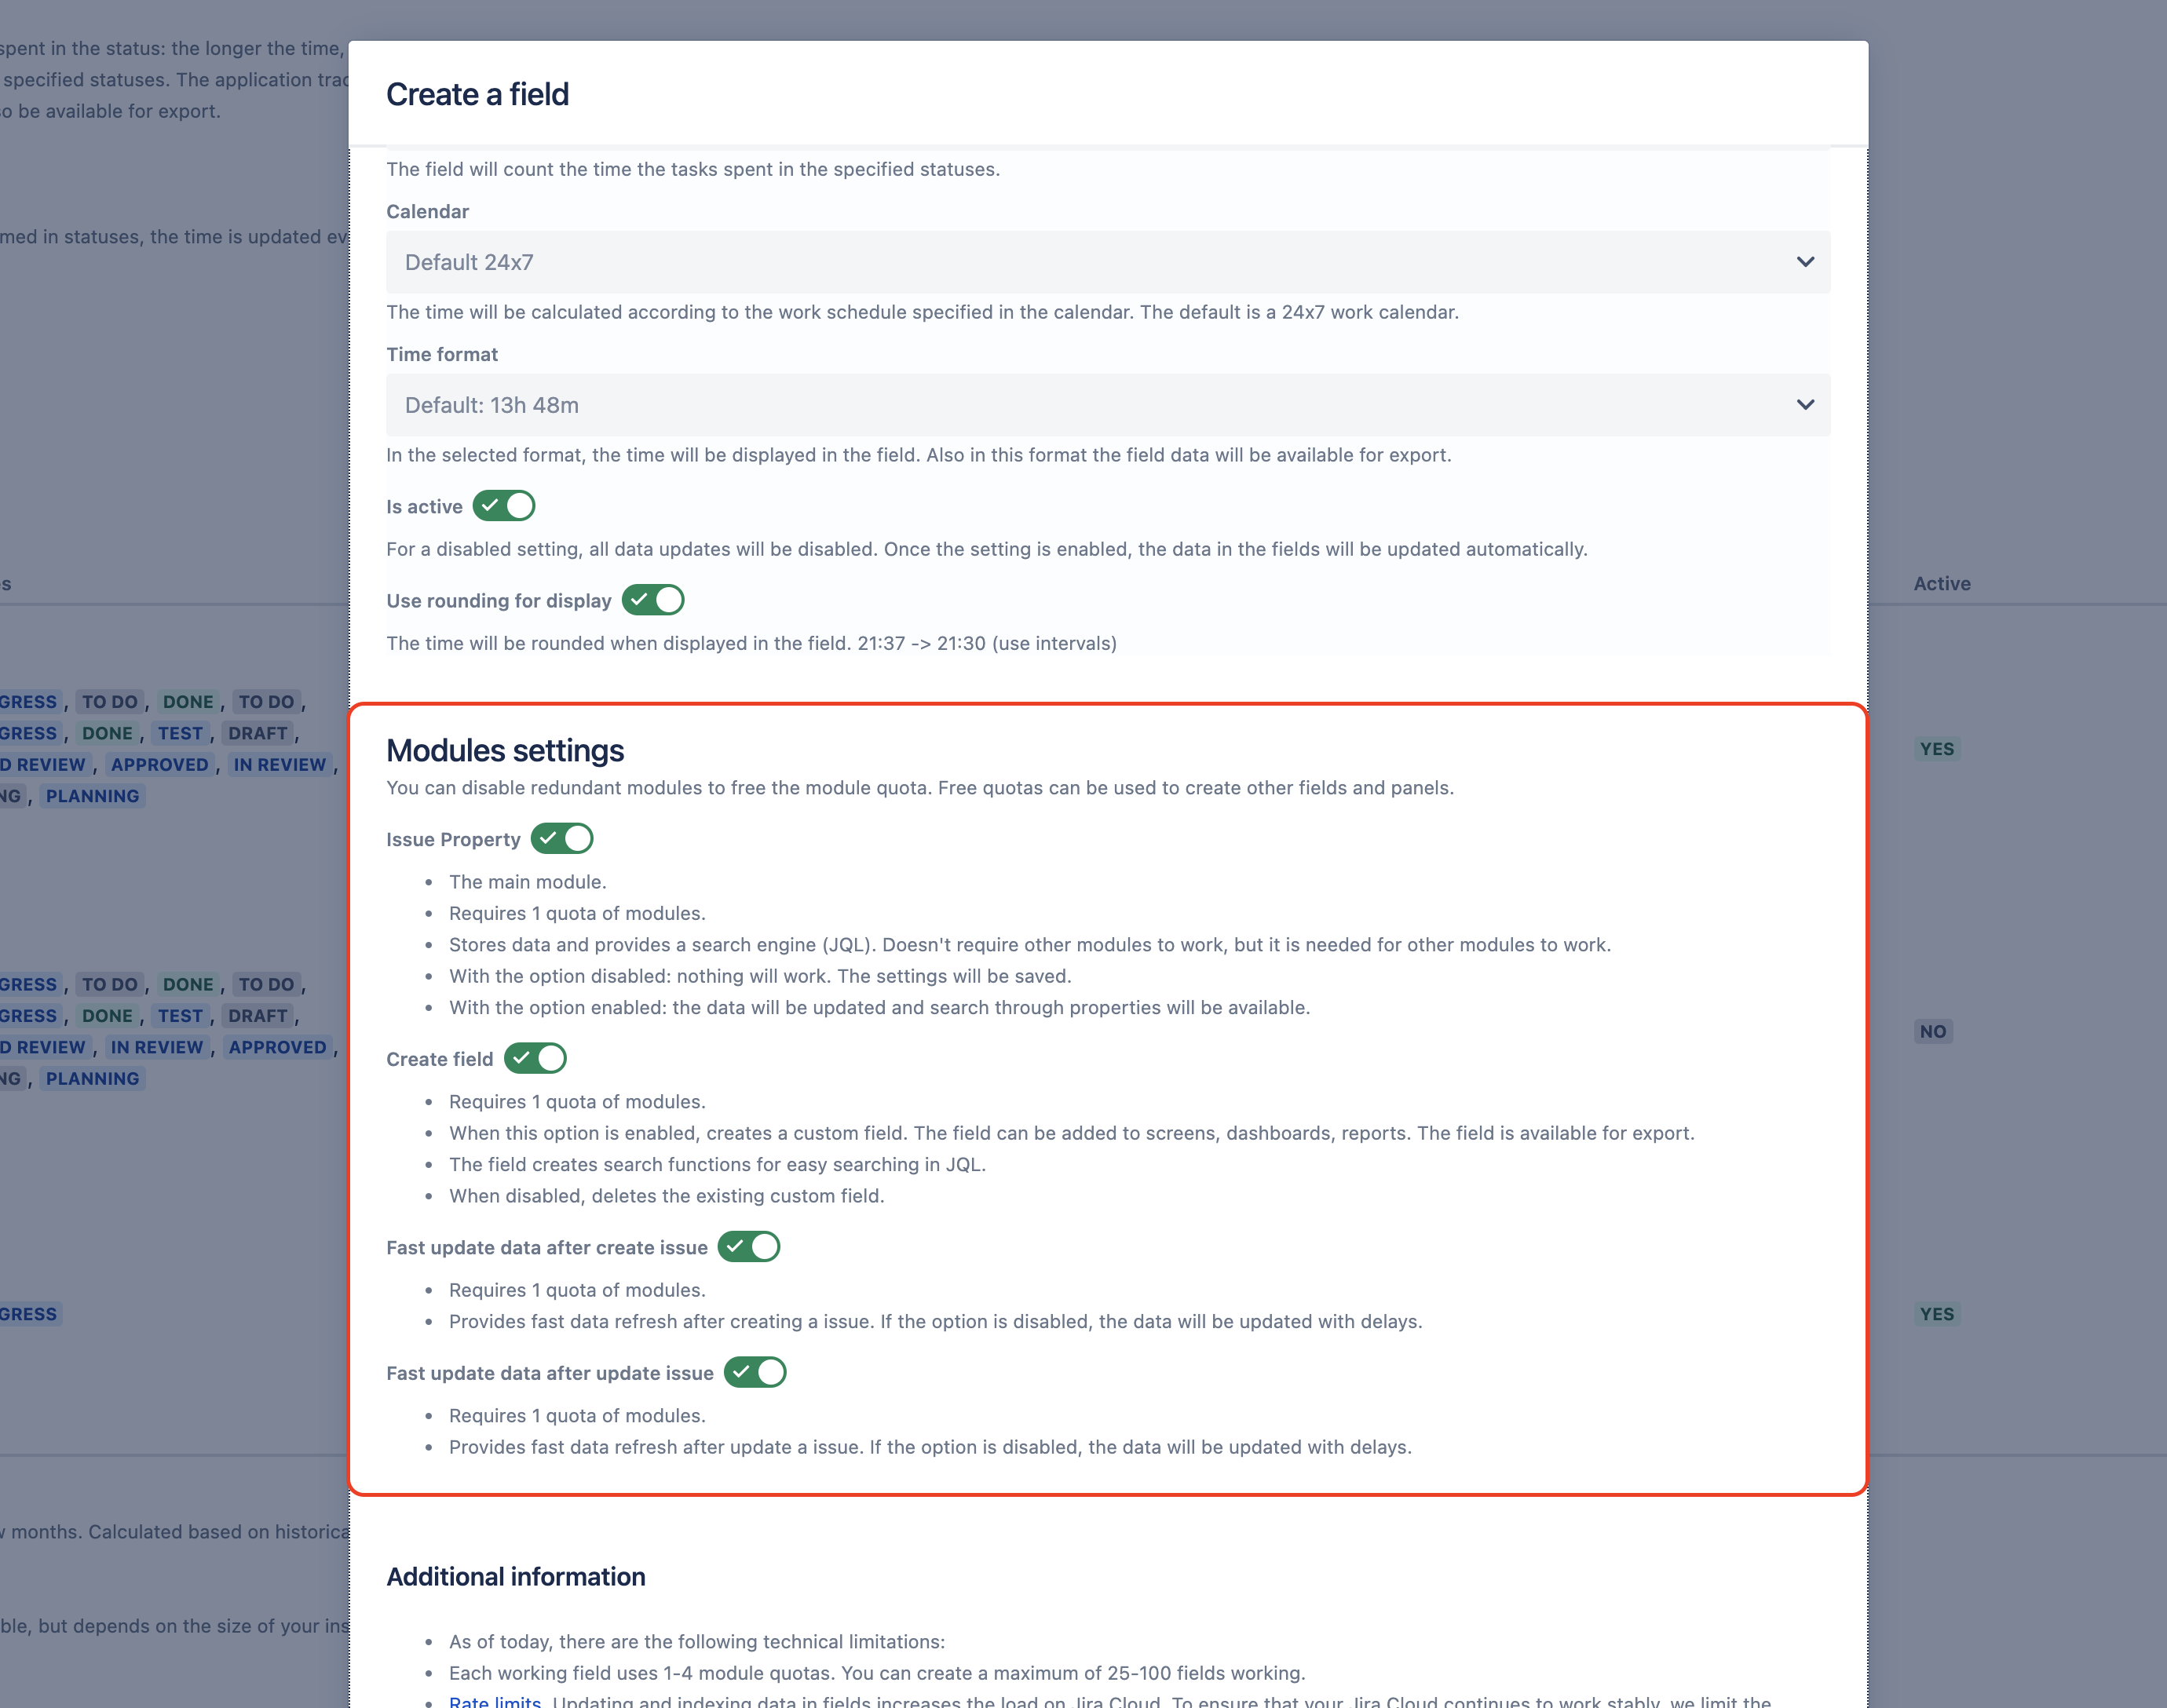 spent in the status: the longer the time,
specified statuses. The application trac
so be available for export.
med in statuses, the time is updated ev
Create a field
The field will count the time the tasks spent in the specified statuses.
Calendar
Default 24x7
The time will be calculated according to the work schedule specified in the calendar. The default is a 24x7 work calendar.
Time format
Default: 13h 48m
In the selected format, the time will be displayed in the field. Also in this format the field data will be available for export.
Is active
For a disabled setting, all data updates will be disabled. Once the setting is enabled, the data in the fields will be updated automatically.
Use rounding for display
The time will be rounded when displayed in the field. 21:37 -> 21:30 (use intervals)
s
Active
GRESS, TO DO, DONE, TO DO,
GRESS, DONE, TEST, DRAFT,
D REVIEW, APPROVED, IN REVIEW,
NG, PLANNING
YES
GRESS, TO DO, DONE, TO DO,
GRESS, DONE, TEST, DRAFT,
D REVIEW, IN REVIEW, APPROVED,
NG, PLANNING
NO
GRESS
YES
Modules settings
You can disable redundant modules to free the module quota. Free quotas can be used to create other fields and panels.
Issue Property
• The main module.
• Requires 1 quota of modules.
• Stores data and provides a search engine (JQL). Doesn't require other modules to work, but it is needed for other modules to work.
• With the option disabled: nothing will work. The settings will be saved.
• With the option enabled: the data will be updated and search through properties will be available.
Create field
• Requires 1 quota of modules.
• When this option is enabled, creates a custom field. The field can be added to screens, dashboards, reports. The field is available for export.
• The field creates search functions for easy searching in JQL.
• When disabled, deletes the existing custom field.
Fast update data after create issue
• Requires 1 quota of modules.
• Provides fast data refresh after creating a issue. If the option is disabled, the data will be updated with delays.
Fast update data after update issue
• Requires 1 quota of modules.
• Provides fast data refresh after update a issue. If the option is disabled, the data will be updated with delays.
w months. Calculated based on historica
ble, but depends on the size of your ins
Additional information
• As of today, there are the following technical limitations:
• Each working field uses 1-4 module quotas. You can create a maximum of 25-100 fields working.
• Rate limits. Updating and indexing data in fields increases the load on Jira Cloud. To ensure that your Jira Cloud continues to work stably, we limit the